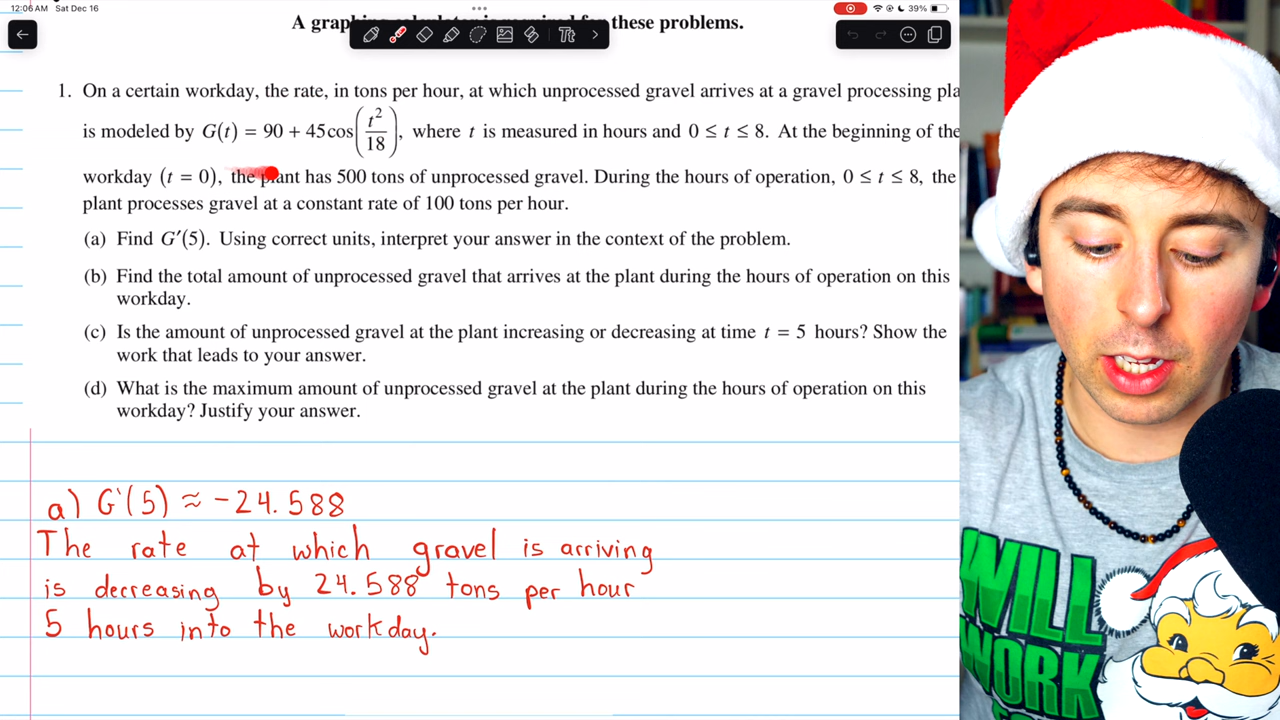 12:06 AM Sat Dec 16
39%
A graphing calculator is required for these problems.
1. On a certain workday, the rate, in tons per hour, at which unprocessed gravel arrives at a gravel processing pla
is modeled by G(t) = 90 + 45cos(t²/18), where t is measured in hours and 0 ≤ t ≤ 8. At the beginning of the
workday (t = 0), the plant has 500 tons of unprocessed gravel. During the hours of operation, 0 ≤ t ≤ 8, the
plant processes gravel at a constant rate of 100 tons per hour.
(a) Find G′(5). Using correct units, interpret your answer in the context of the problem.
(b) Find the total amount of unprocessed gravel that arrives at the plant during the hours of operation on this
workday.
(c) Is the amount of unprocessed gravel at the plant increasing or decreasing at time t = 5 hours? Show the
work that leads to your answer.
(d) What is the maximum amount of unprocessed gravel at the plant during the hours of operation on this
workday? Justify your answer.
a) G'(5) ≈ -24.588
The rate at which gravel is arriving
is decreasing by 24.588 tons per hour
5 hours into the workday.
WILL
WORK